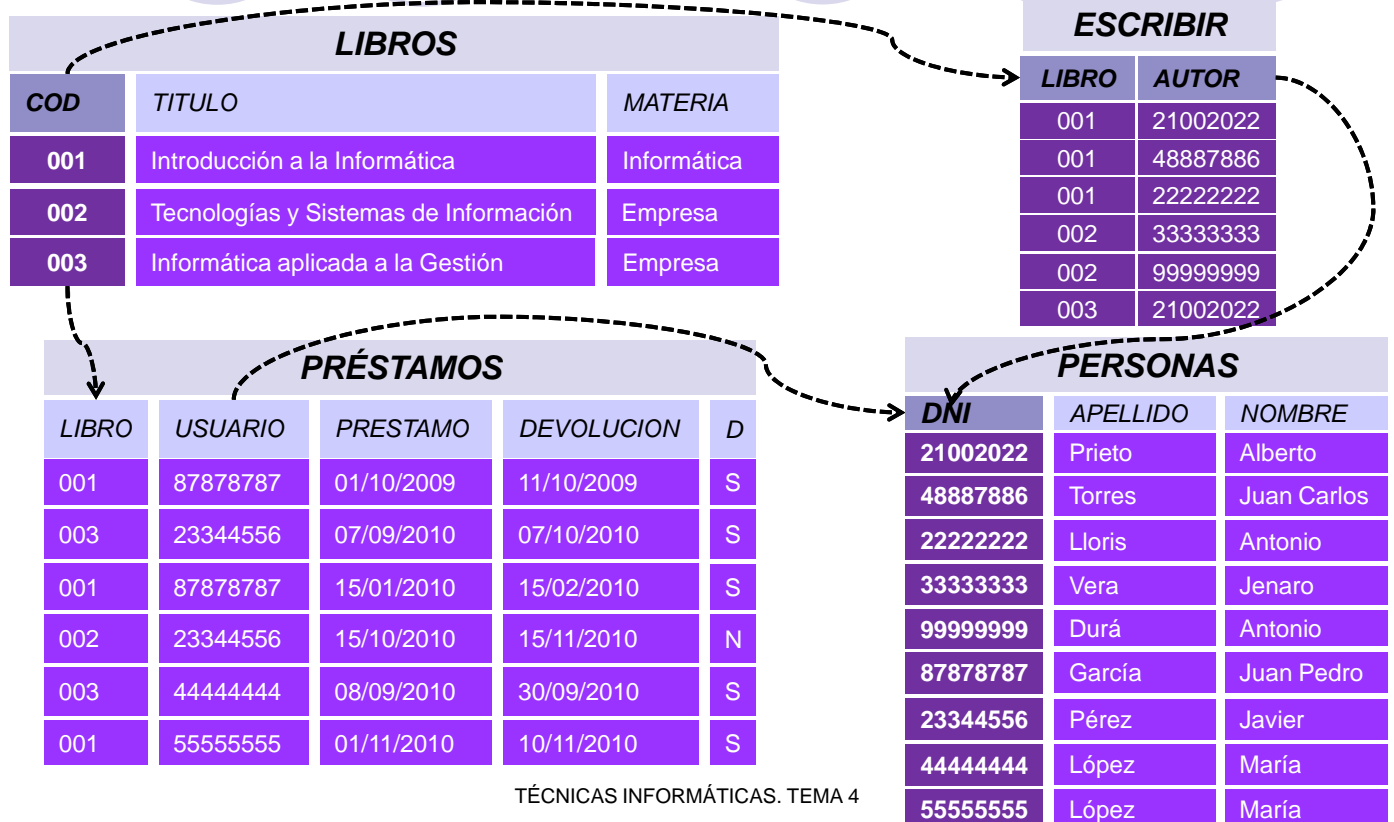 LIBROS
COD TITULO MATERIA
001 Introducción a la Informática Informática
002 Tecnologías y Sistemas de Información Empresa
003 Informática aplicada a la Gestión Empresa
ESCRIBIR
LIBRO AUTOR
001 21002022
001 48887886
001 22222222
002 33333333
002 99999999
003 21002022
PRÉSTAMOS
LIBRO USUARIO PRESTAMO DEVOLUCION D
001 87878787 01/10/2009 11/10/2009 S
003 23344556 07/09/2010 07/10/2010 S
001 87878787 15/01/2010 15/02/2010 S
002 23344556 15/10/2010 15/11/2010 N
003 44444444 08/09/2010 30/09/2010 S
001 55555555 01/11/2010 10/11/2010 S
PERSONAS
DNI APELLIDO NOMBRE
21002022 Prieto Alberto
48887886 Torres Juan Carlos
22222222 Lloris Antonio
33333333 Vera Jenaro
99999999 Durá Antonio
87878787 García Juan Pedro
23344556 Pérez Javier
44444444 López María
55555555 López María
TÉCNICAS INFORMÁTICAS. TEMA 4